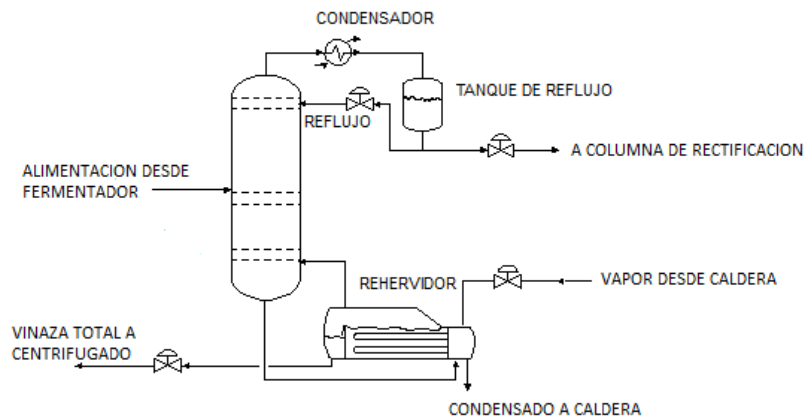 CONDENSADOR
TANQUE DE REFLUJO
REFLUJO
A COLUMNA DE RECTIFICACION
ALIMENTACION DESDE
FERMENTADOR
REHERVIDOR
VAPOR DESDE CALDERA
VINAZA TOTAL A
CENTRIFUGADO
CONDENSADO A CALDERA